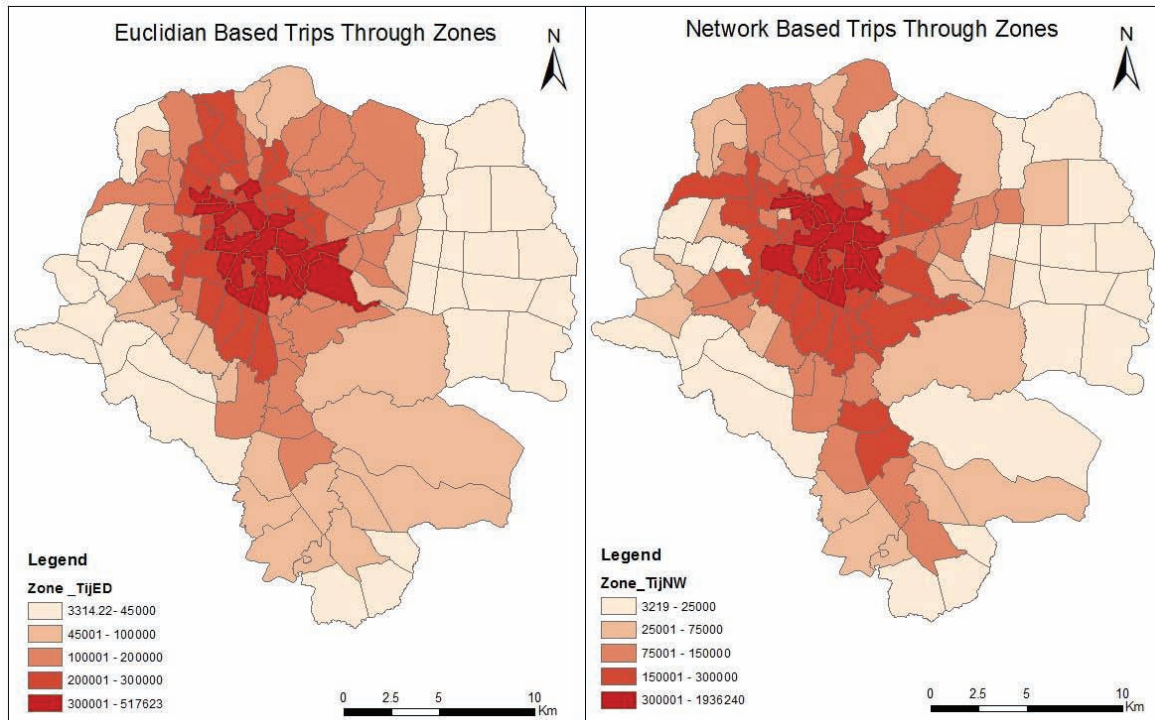 Euclidian Based Trips Through Zones
N
Legend
Zone _TijED
3314.22 - 45000
45001 - 100000
100001 - 200000
200001 - 300000
300001 - 517623
0 2.5 5 10
Km
Network Based Trips Through Zones
N
Legend
Zone_TijNW
3219 - 25000
25001 - 75000
75001 - 150000
150001 - 300000
300001 - 1936240
0 2.5 5 10
Km